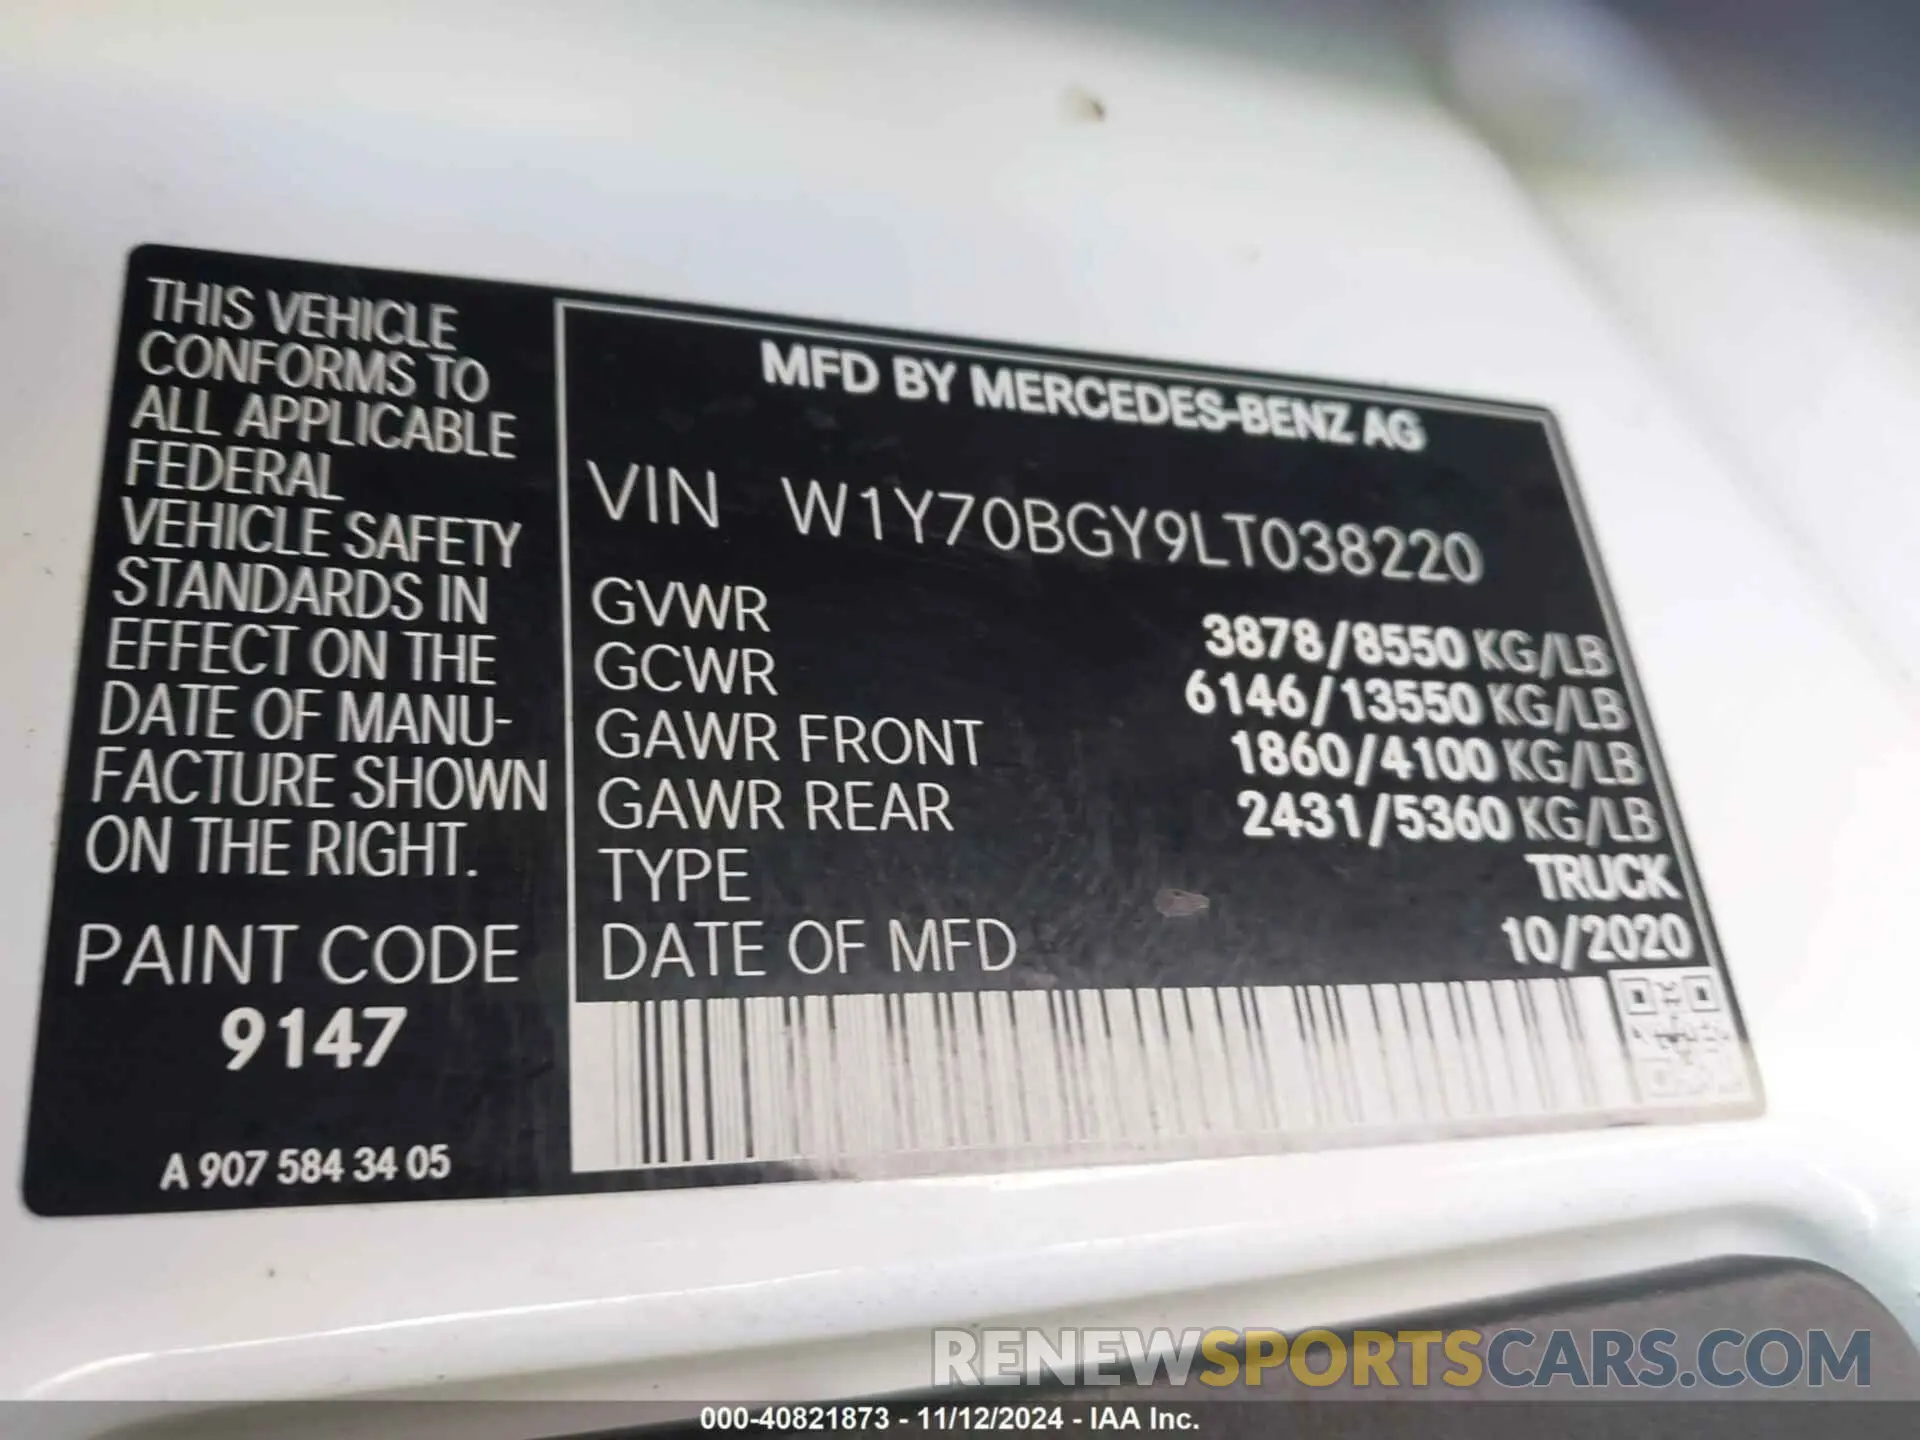 THIS VEHICLE
CONFORMS TO
ALL APPLICABLE
FEDERAL
VEHICLE SAFETY
STANDARDS IN
EFFECT ON THE
DATE OF MANU-
FACTURE SHOWN
ON THE RIGHT.
PAINT CODE
9147
A 907 584 34 05
MFD BY MERCEDES-BENZ AG
VIN W1Y70BGY9LT038220
GVWR 3878/8550 KG/LB
GCWR 6146/13550 KG/LB
GAWR FRONT 1860/4100 KG/LB
GAWR REAR 2431/5360 KG/LB
TYPE TRUCK
DATE OF MFD 10/2020
RENEWSPORTSCARS.COM
000-40821873 - 11/12/2024 - IAA Inc.